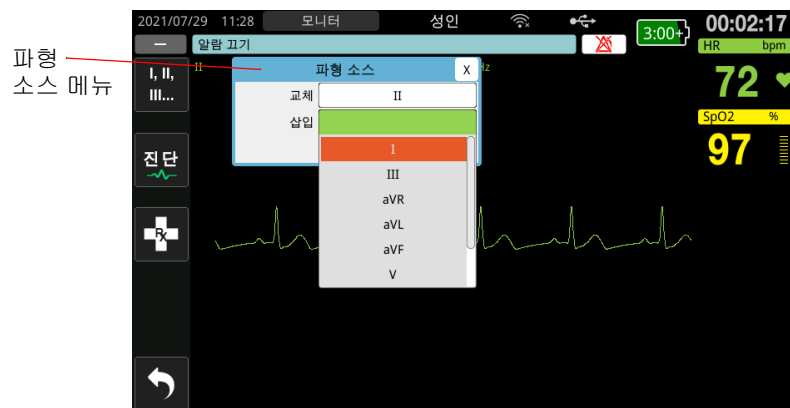 2021/07/29 11:28 모니터 성인 3:00+ 00:02:17
알람 끄기
HR bpm
72
SpO2 %
97
파형
소스 메뉴
I, II,
III...
II
파형 소스 X
Hz
교체 II
삽입
I
III
aVR
aVL
aVF
V
진단
Rx